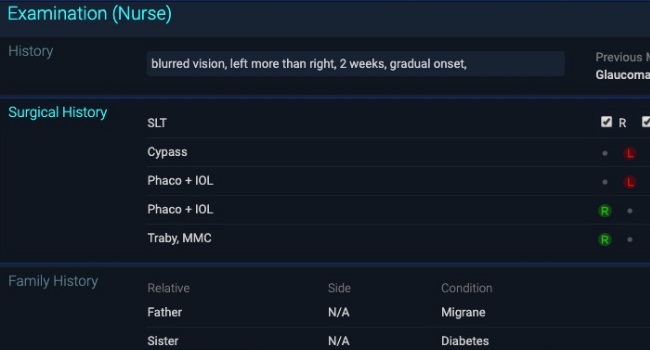 Examination (Nurse)
History
blurred vision, left more than right, 2 weeks, gradual onset,
Previous M
Glaucoma
Surgical History
SLT R
Cypass L
Phaco + IOL L
Phaco + IOL R
Traby, MMC R
Family History
Relative Side Condition
Father N/A Migrane
Sister N/A Diabetes